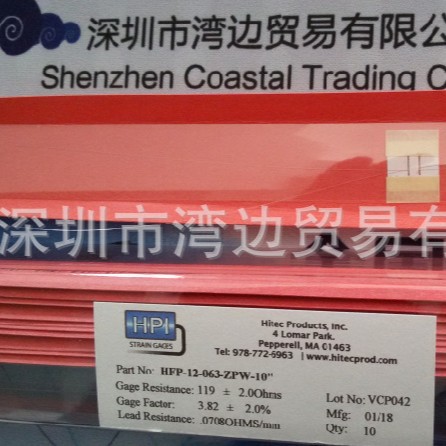 深圳市湾边贸易有限公
Shenzhen Coastal Trading C
深圳市湾边贸易有
HPI
STRAIN GAGES
Hitec Products, Inc.
4 Lomar Park.
Pepperell, MA 01463
Tel: 978-772-6963 | www.hitecprod.com
Part No: HFP-12-063-ZPW-10"
Gage Resistance: 119 ± 2.0Ohms
Gage Factor: 3.82 ± 2.0%
Lead Resistance: .0708OHMS/mm
Lot No: VCP042
Mfg: 01/18
Qty: 10